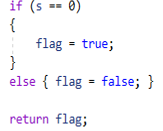 if (s == 0)
{
    flag = true;
}
else { flag = false; }

return flag;